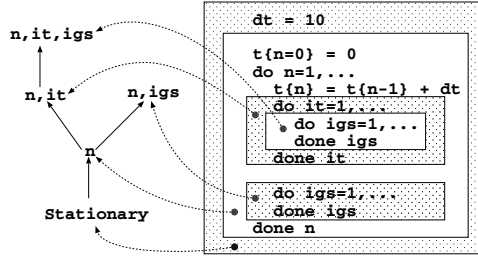 n,it,igs
n,it
n,igs
n
Stationary
dt = 10
t{n=0} = 0
do n=1,...
t{n} = t{n-1} + dt
do it=1,...
do igs=1,...
done igs
done it
do igs=1,...
done igs
done n